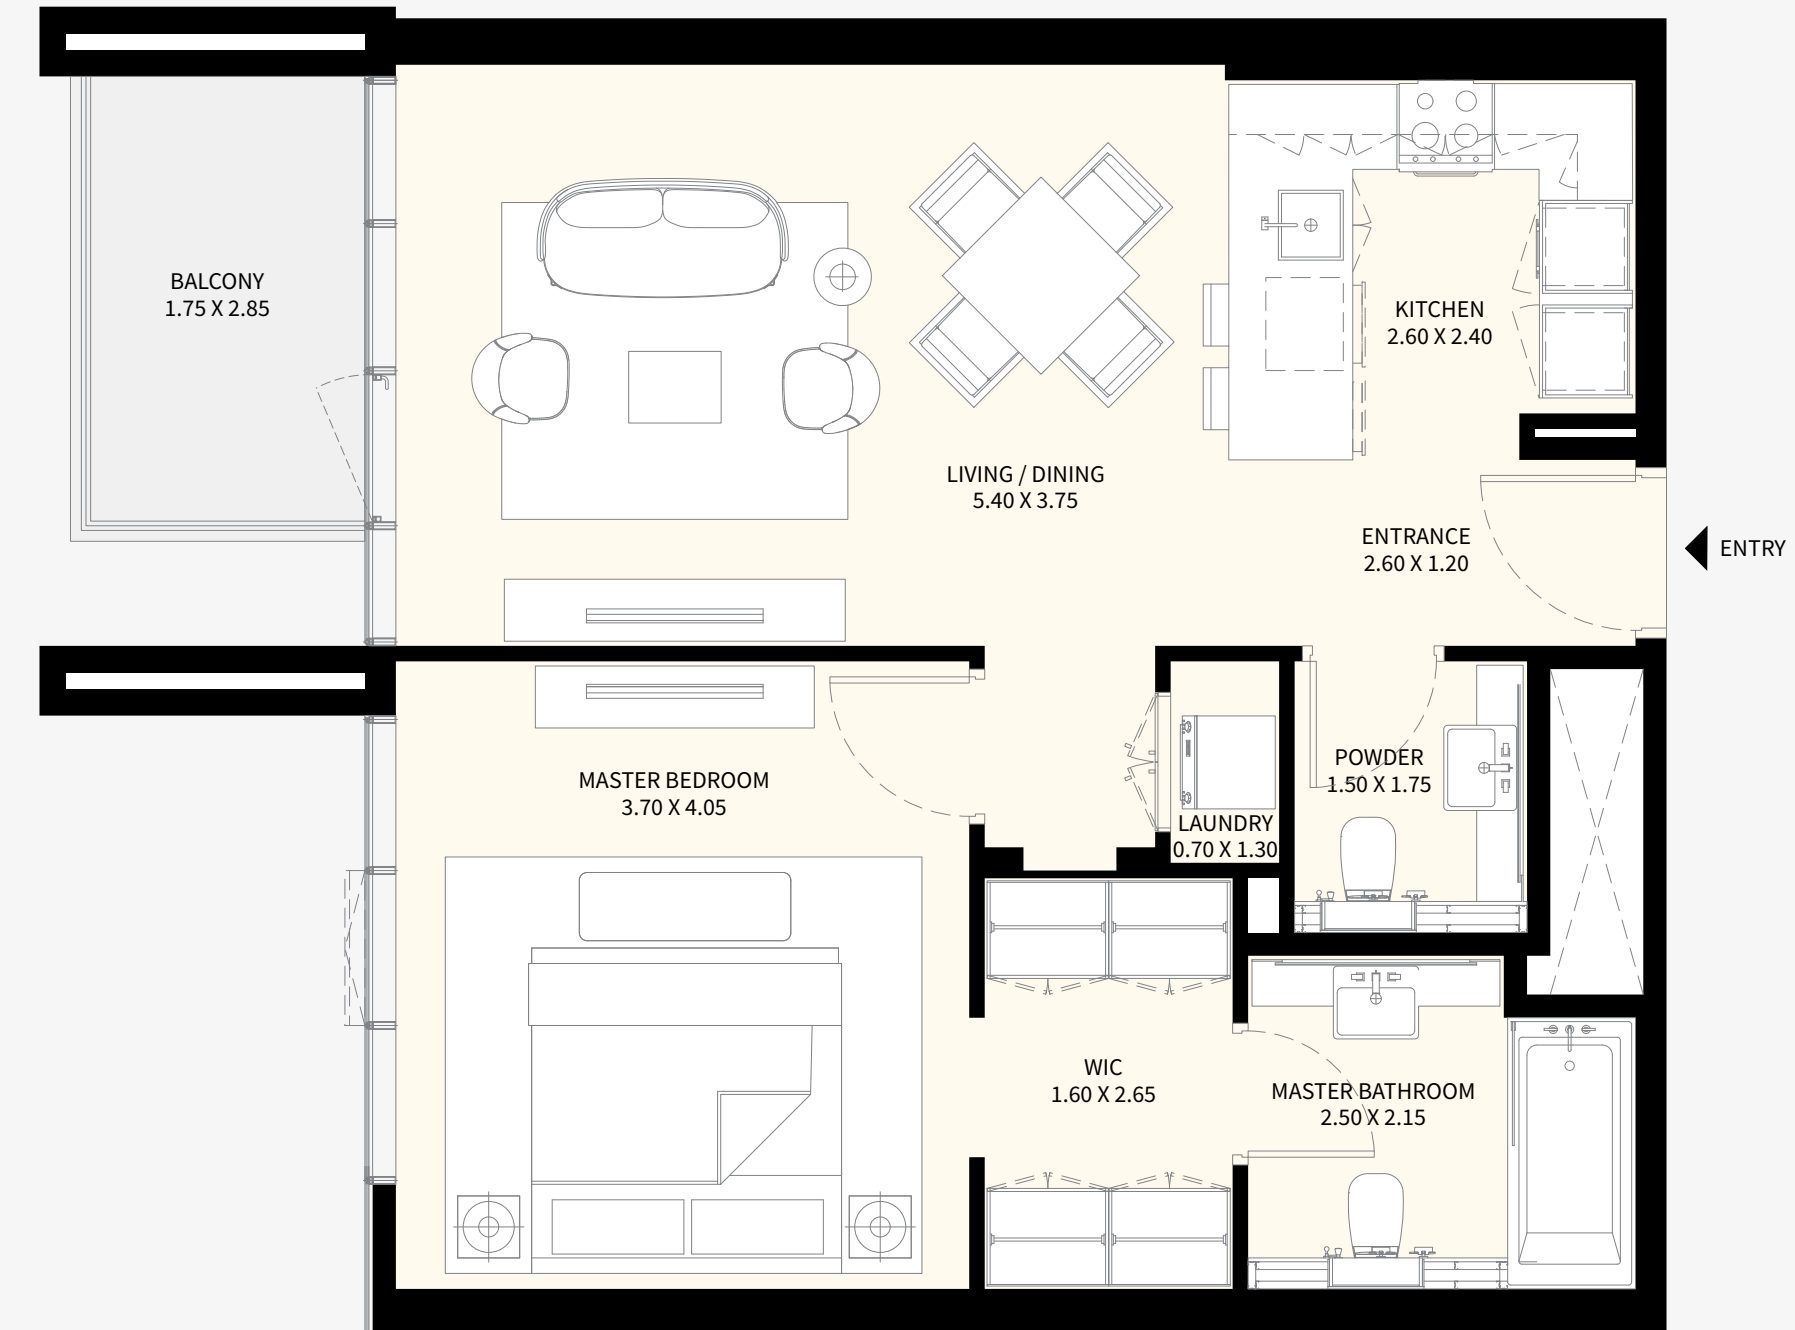 BALCONY
1.75 X 2.85
KITCHEN
2.60 X 2.40
LIVING / DINING
5.40 X 3.75
ENTRANCE
2.60 X 1.20
ENTRY
MASTER BEDROOM
3.70 X 4.05
POWDER
1.50 X 1.75
LAUNDRY
0.70 X 1.30
WIC
1.60 X 2.65
MASTER BATHROOM
2.50 X 2.15